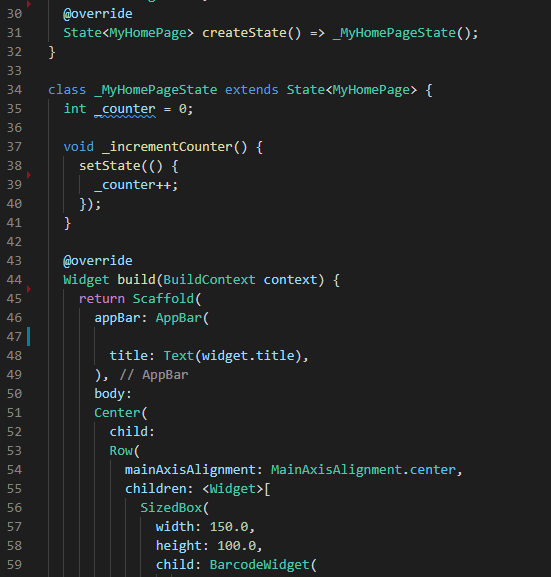 30 @override
31 State<MyHomePage> createState() => _MyHomePageState();
32 }
33
34 class _MyHomePageState extends State<MyHomePage> {
35 int _counter = 0;
36
37 void _incrementCounter() {
38 setState(() {
39 _counter++;
40 });
41 }
42
43 @override
44 Widget build(BuildContext context) {
45 return Scaffold(
46 appBar: AppBar(
47
48 title: Text(widget.title),
49 ), // AppBar
50 body:
51 Center(
52 child:
53 Row(
54 mainAxisAlignment: MainAxisAlignment.center,
55 children: <Widget>[
56 SizedBox(
57 width: 150.0,
58 height: 100.0,
59 child: BarcodeWidget(